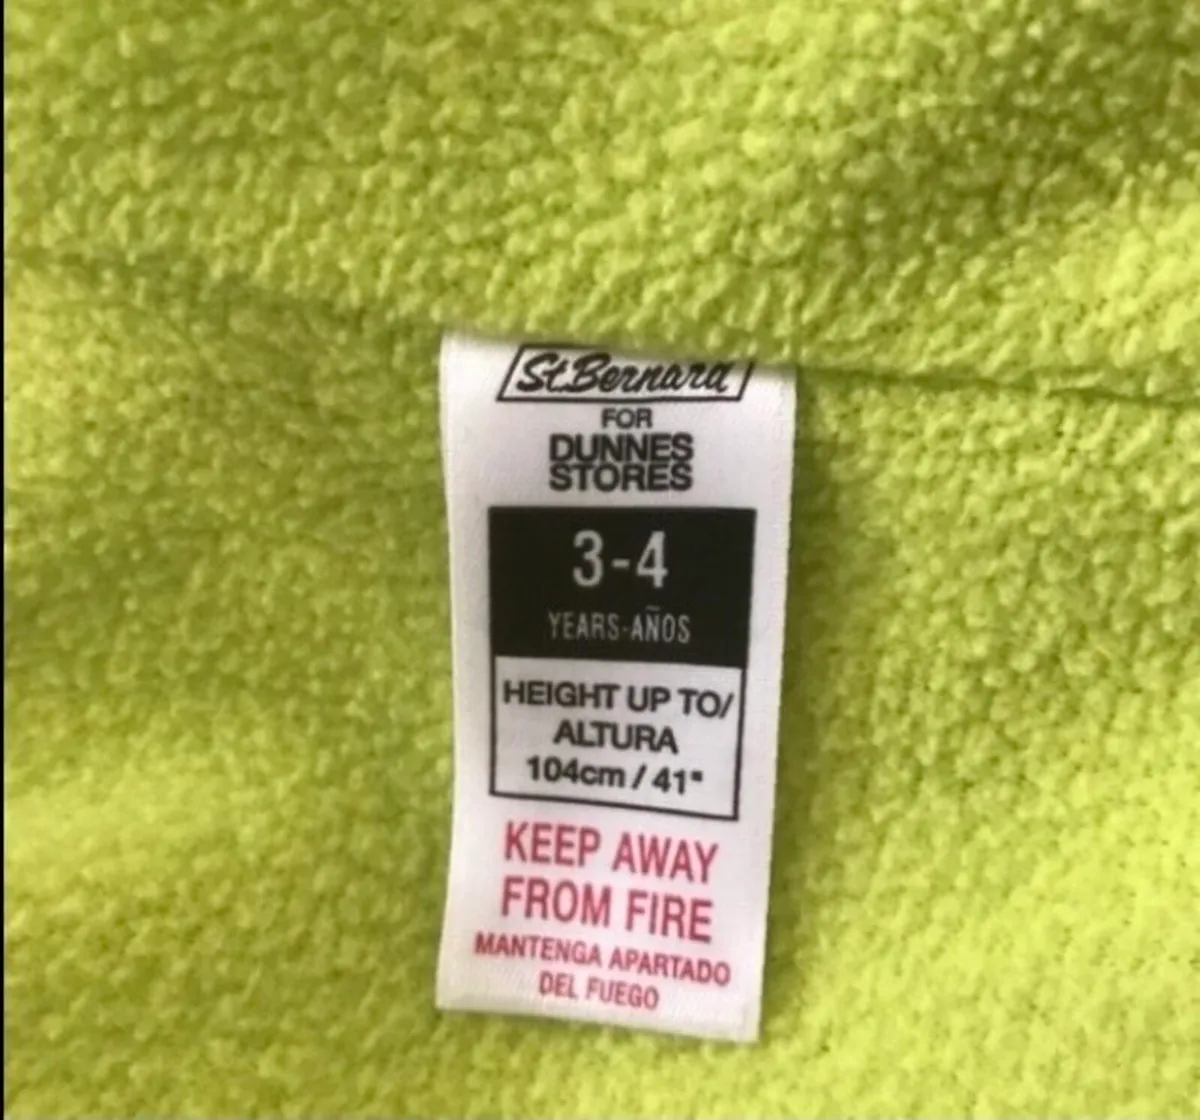 St.Bernard
FOR
DUNNES
STORES
3-4
YEARS-AÑOS
HEIGHT UP TO/
ALTURA
104cm / 41"
KEEP AWAY
FROM FIRE
MANTENGA APARTADO
DEL FUEGO